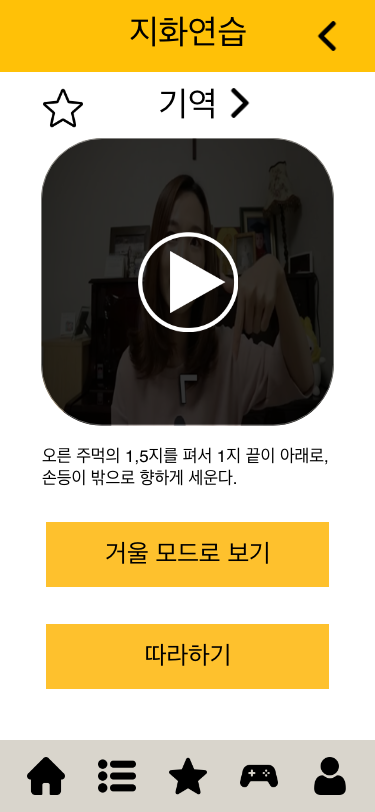 지화연습
기역
ㄱ
오른 주먹의 1,5지를 펴서 1지 끝이 아래로,
손등이 밖으로 향하게 세운다.
거울 모드로 보기
따라하기